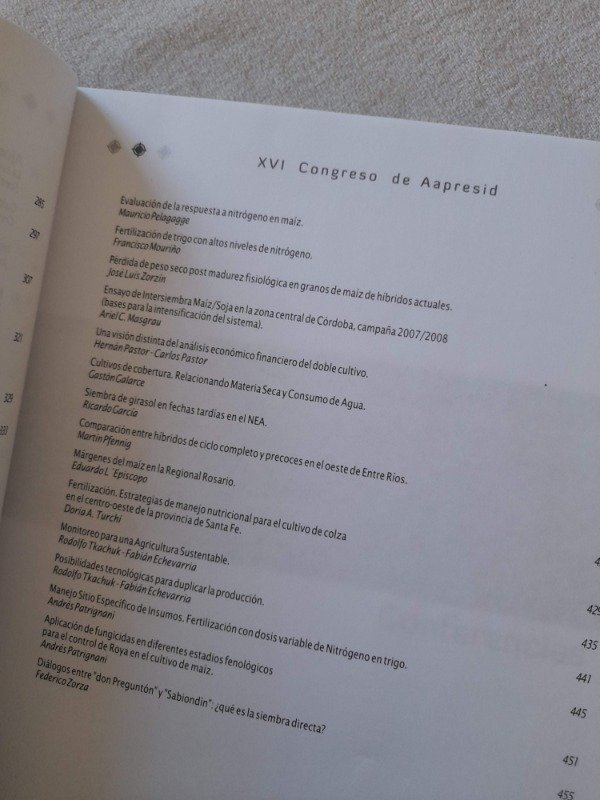 XVI Congreso de Aapresid
285
297
307
321
329
331
Evaluación de la respuesta a nitrógeno en maíz.
Mauricio Pelagagge
Fertilización de trigo con altos niveles de nitrógeno.
Francisco Mouriño
Pérdida de peso seco post madurez fisiológica en granos de maíz de híbridos actuales.
José Luis Zorzín
Ensayo de Intersiembra Maíz/Soja en la zona central de Córdoba, campaña 2007/2008
(bases para la intensificación del sistema).
Ariel C. Masgrau
Una visión distinta del análisis económico financiero del doble cultivo.
Hernán Pastor - Carlos Pastor
Cultivos de cobertura. Relacionando Materia Seca y Consumo de Agua.
Gastón Galarce
Siembra de girasol en fechas tardías en el NEA.
Ricardo García
Comparación entre híbridos de ciclo completo y precoces en el oeste de Entre Ríos.
Martín Pfennig
Márgenes del maíz en la Regional Rosario.
Eduardo L´Episcopo
Fertilización. Estrategias de manejo nutricional para el cultivo de colza
en el centro-oeste de la provincia de Santa Fe.
Doria A. Turchi
Monitoreo para una Agricultura Sustentable.
Rodolfo Tkachuk - Fabián Echevarria
Posibilidades tecnológicas para duplicar la producción.
Rodolfo Tkachuk - Fabián Echevarria
Manejo Sitio Específico de Insumos. Fertilización con dosis variable de Nitrógeno en trigo.
Andrés Patrignani
Aplicación de fungicidas en diferentes estadios fenológicos
para el control de Roya en el cultivo de maíz.
Andrés Patrignani
Diálogos entre "don Preguntón" y "Sabiondín": ¿qué es la siembra directa?
Federico Zorza
429
435
441
445
451
455